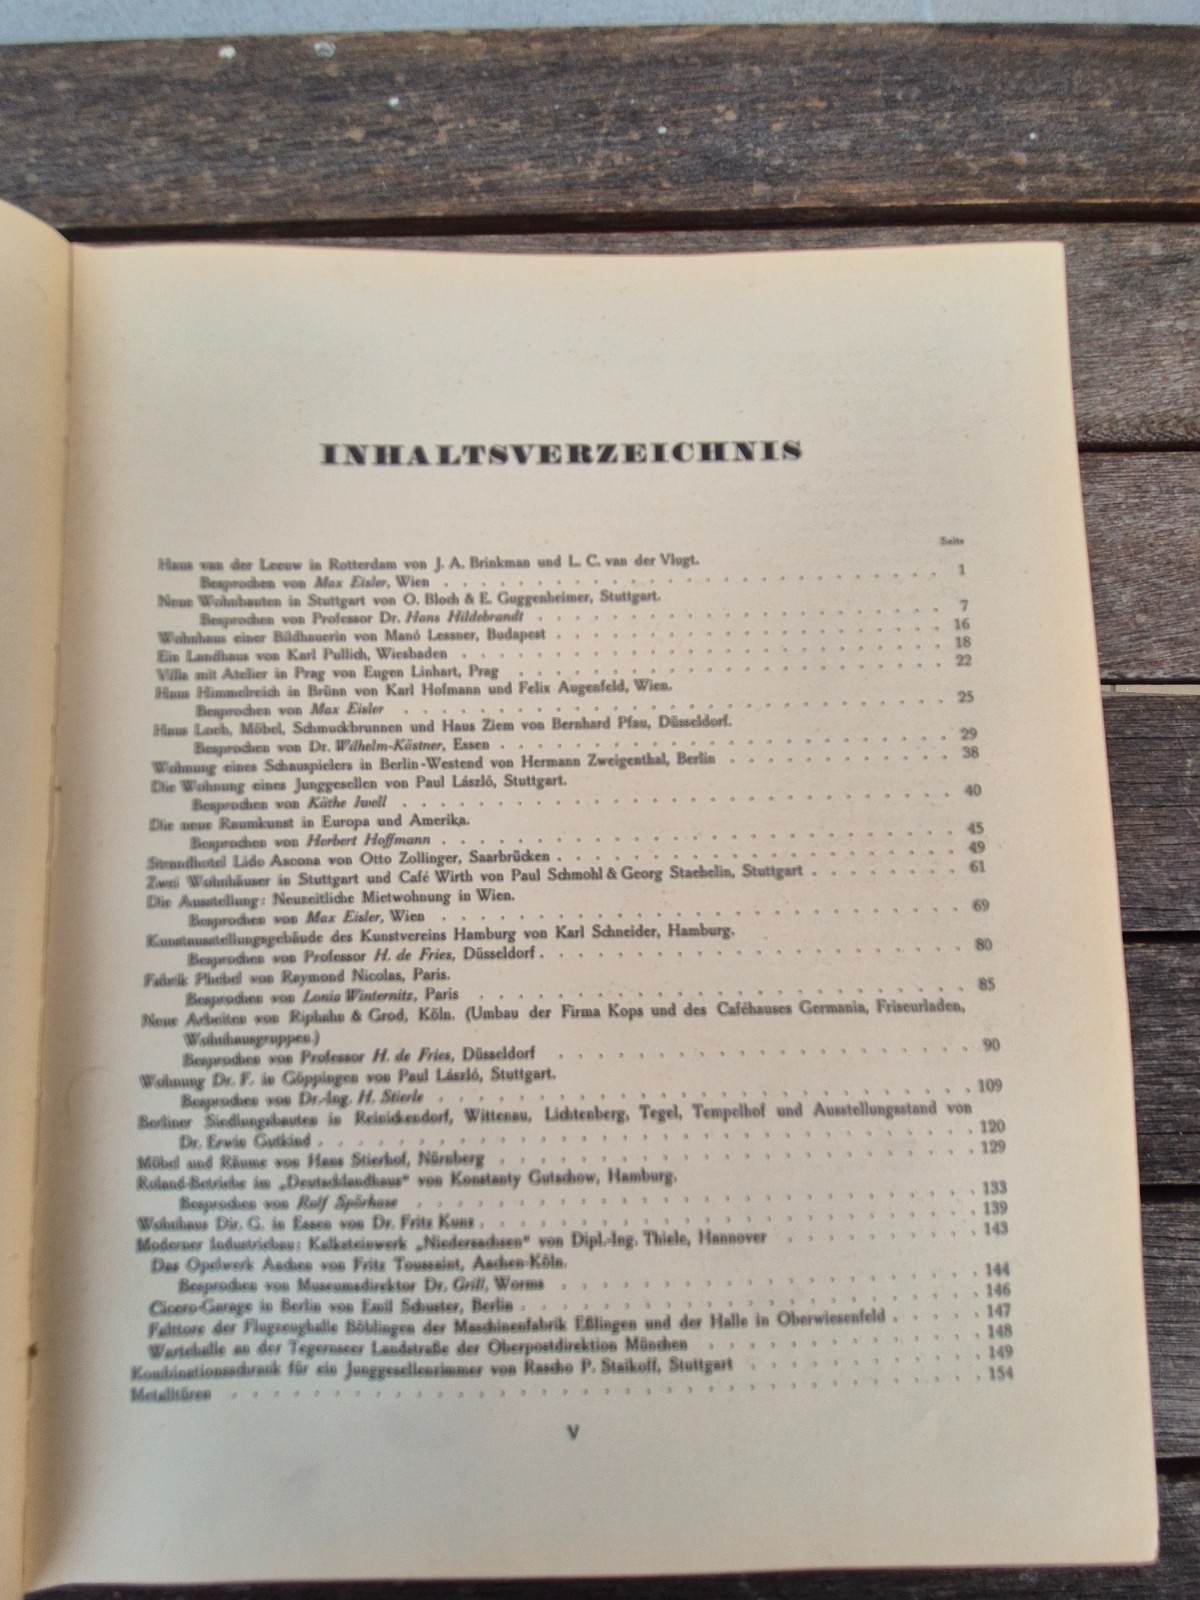 INHALTSVERZEICHNIS
Seite
Haus van der Leeuw in Rotterdam von J. A. Brinkman und L. C. van der Vlugt.
Besprochen von Max Eisler, Wien . . . . . . . . . . 1
Neue Wohnbauten in Stuttgart von O. Bloch & E. Guggenheimer, Stuttgart.
Besprochen von Professor Dr. Hans Hildebrandt . . . . . . . . . . 7
Wohnhaus einer Bildhauerin von Manó Lessner, Budapest . . . . . . . . . . 16
Ein Landhaus von Karl Pullich, Wiesbaden . . . . . . . . . . 18
Villa mit Atelier in Prag von Eugen Linhart, Prag . . . . . . . . . . 22
Haus Himmelreich in Brünn von Karl Hofmann und Felix Augenfeld, Wien.
Besprochen von Max Eisler . . . . . . . . . . 25
Haus Loch, Möbel, Schmuckbrunnen und Haus Ziem von Bernhard Pfau, Düsseldorf.
Besprochen von Dr. Wilhelm-Kästner, Essen . . . . . . . . . . 29
Wohnung eines Schauspielers in Berlin-Westend von Hermann Zweigenthal, Berlin . . . . . . . . . . 38
Die Wohnung eines Junggesellen von Paul László, Stuttgart.
Besprochen von Käthe Jwell . . . . . . . . . . 40
Die neue Raumkunst in Europa und Amerika.
Besprochen von Herbert Hoffmann . . . . . . . . . . 45
Strandhotel Lido Ascona von Otto Zollinger, Saarbrücken . . . . . . . . . . 49
Zwei Wohnhäuser in Stuttgart und Café Wirth von Paul Schmohl & Georg Staehelin, Stuttgart . . . . . . . . 61
Die Ausstellung: Neuzeitliche Mietwohnung in Wien.
Besprochen von Max Eisler, Wien . . . . . . . . . . 69
Kunstausstellungsgebäude des Kunstvereins Hamburg von Karl Schneider, Hamburg.
Besprochen von Professor H. de Fries, Düsseldorf . . . . . . . . . . 80
Fabrik Phebel von Raymond Nicolas, Paris.
Besprochen von Lonia Winternitz, Paris . . . . . . . . . . 85
Neue Arbeiten von Riphahn & Grod, Köln. (Umbau der Firma Kops und des Caféhauses Germania, Friseurladen,
Wohnhausgruppen.)
Besprochen von Professor H. de Fries, Düsseldorf . . . . . . . . . . 90
Wohnung Dr. F. in Göppingen von Paul László, Stuttgart.
Besprochen von Dr.-Ing. H. Stierle . . . . . . . . . . 109
Berliner Siedlungsbauten in Reinickendorf, Wittenau, Lichtenberg, Tegel, Tempelhof und Ausstellungsstand von
Dr. Erwin Gutkind . . . . . . . . . . 120
Möbel und Räume von Hans Stierhof, Nürnberg . . . . . . . . . . 129
Roland-Betriebe im „Deutschlandhaus“ von Konstanty Gutschow, Hamburg.
Besprochen von Rolf Spörhase . . . . . . . . . . 133
Wohnhaus Dir. G. in Essen von Dr. Fritz Kunz . . . . . . . . . . 139
Moderner Industriebau: Kalksteinwerk „Niedersachsen“ von Dipl.-Ing. Thiele, Hannover . . . . . . . . . . 143
Das Opelwerk Aachen von Fritz Toussaint, Aachen-Köln.
Besprochen von Museumsdirektor Dr. Grill, Worms . . . . . . . . . . 144
Cicero-Garage in Berlin von Emil Schuster, Berlin . . . . . . . . . . 146
Falttore der Flugzeughalle Böblingen der Maschinenfabrik Eßlingen und der Halle in Oberwiesenfeld . . . . . 147
Wartehalle an der Tegernseer Landstraße der Oberpostdirektion München . . . . . . . . . . 148
Kombinationsschrank für ein Junggesellenzimmer von Rascho P. Staikoff, Stuttgart . . . . . . . . . . 149
Metalltüren . . . . . . . . . . 154
V